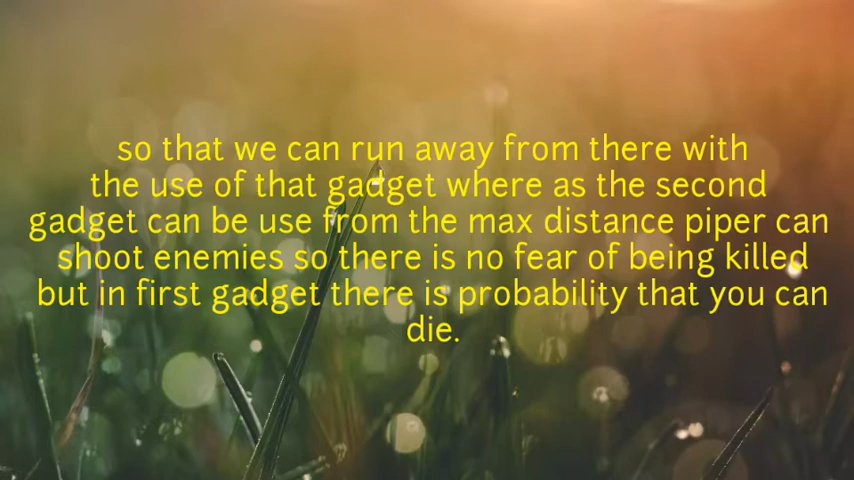 so that we can run away from there with
the use of that gadget where as the second
gadget can be use from the max distance piper can
shoot enemies so there is no fear of being killed
but in first gadget there is probability that you can
die.